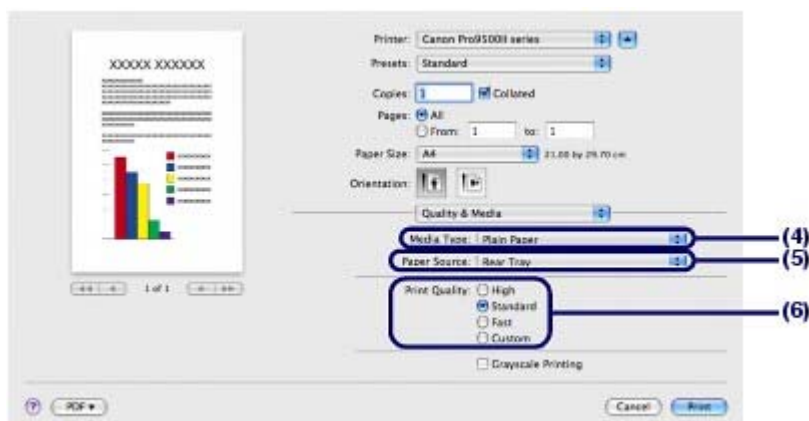 XXXXX XXXXXX
1 of 1
Printer: Canon Pro9500II series
Presets: Standard
Copies: 1 Collated
Pages: All
From: 1 to: 1
Paper Size: A4 21.00 by 29.70 cm
Orientation:
Quality & Media
Media Type: Plain Paper (4)
Paper Source: Rear Tray (5)
Print Quality: High
Standard
Fast
Custom
(6)
Grayscale Printing
? PDF Cancel Print